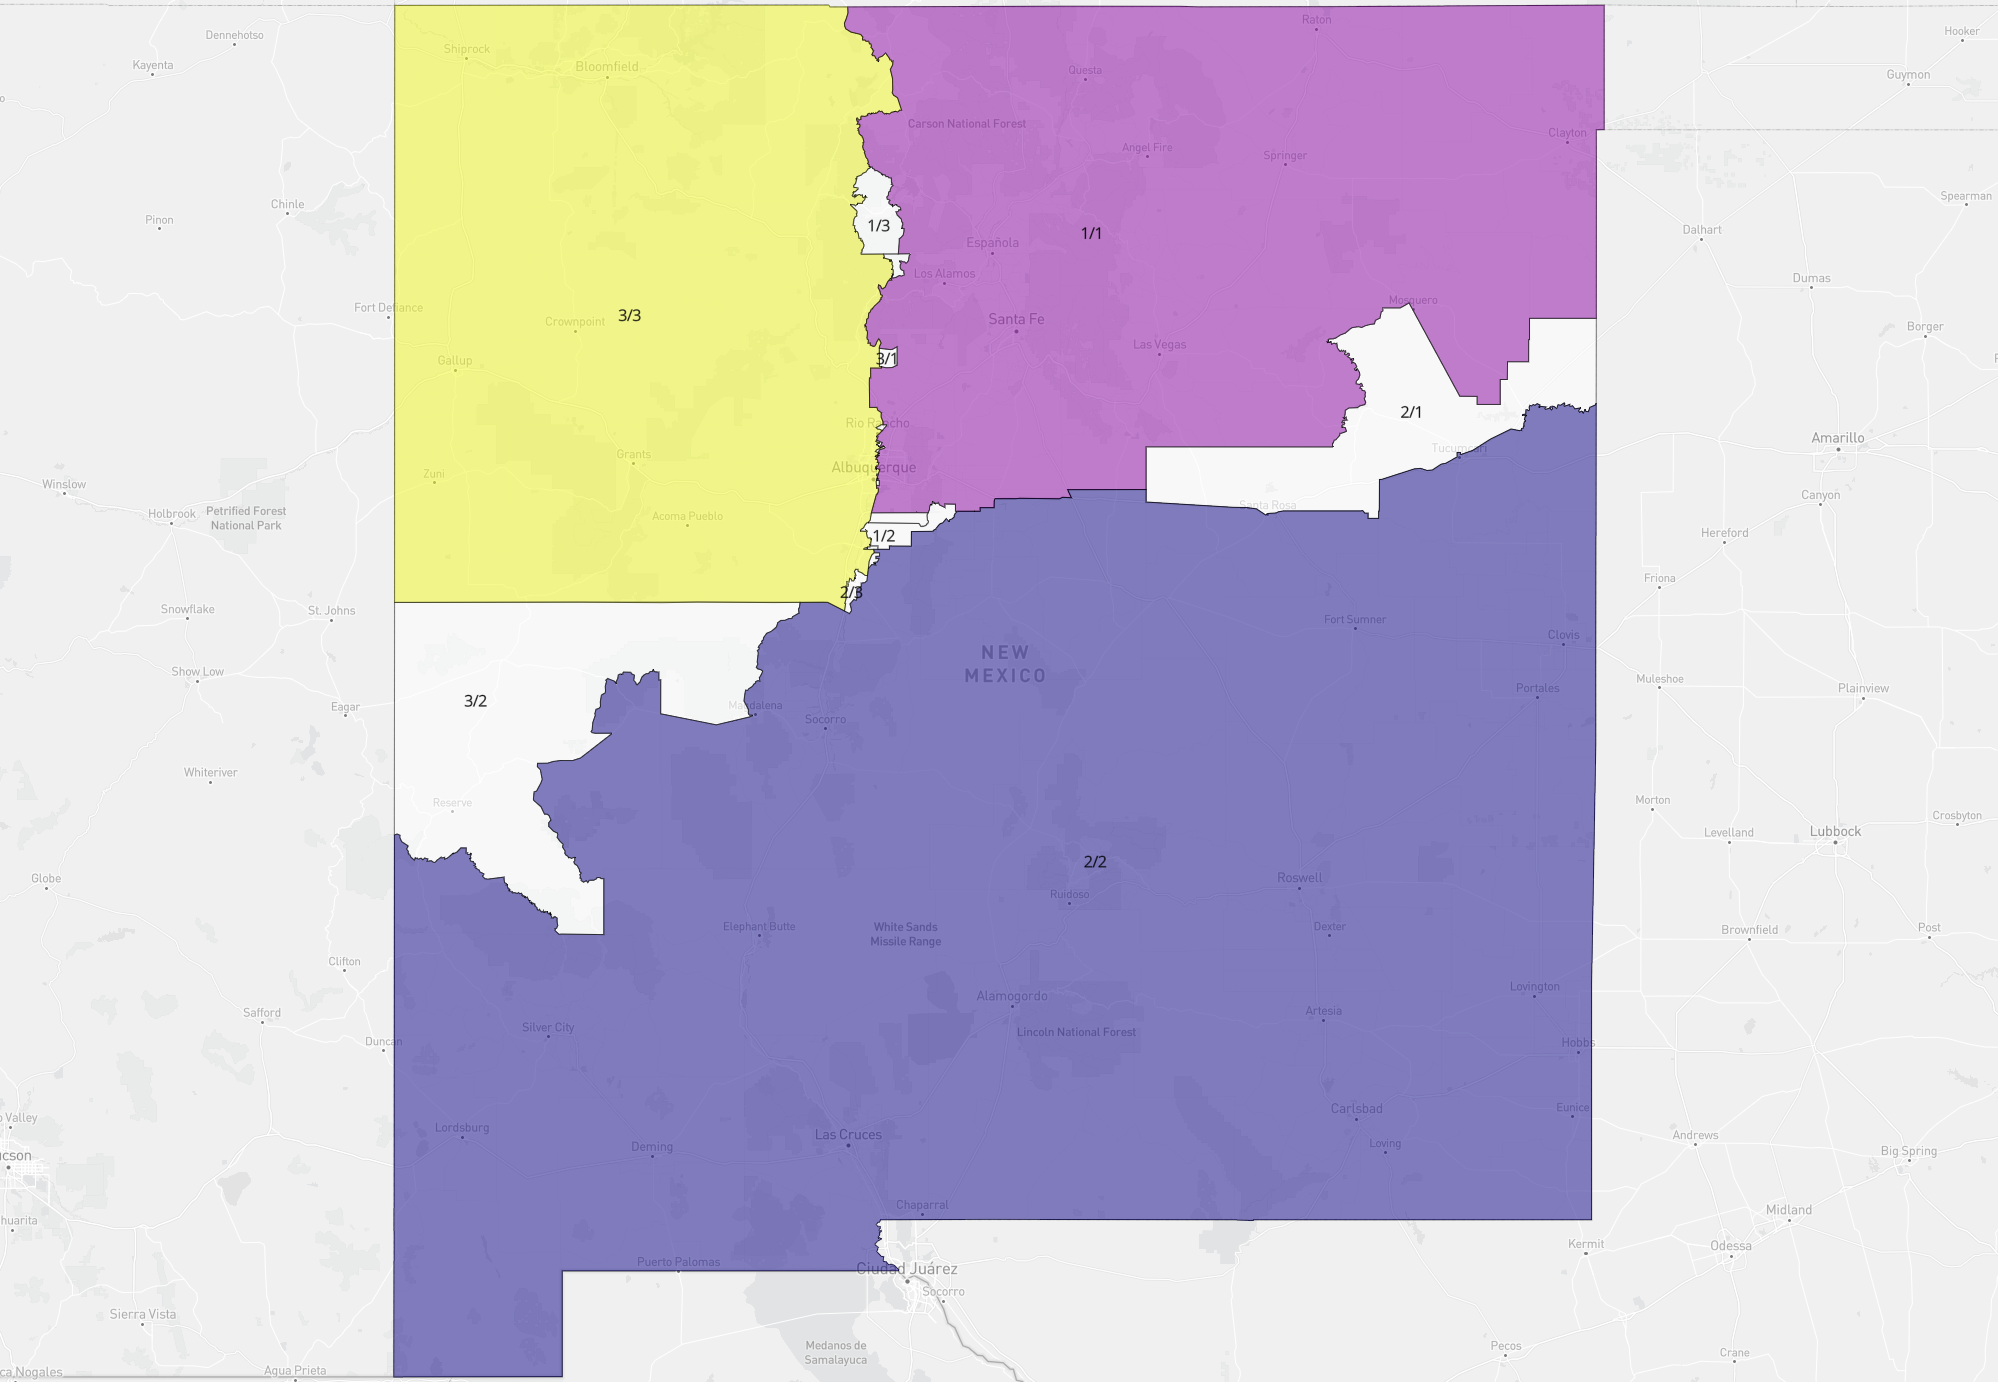 Raton
Hooker
Dennehotso
Shiprock
Kayenta
Bloomfield
Questa
Guymon
Carson National Forest
Clayton
Angel Fire
Springer
Spearman
Chinle
Pinon
1/3
1/1
Dalhart
Española
Los Alamos
Dumas
Fort Defiance
Mosquero
3/3
Crownpoint
Santa Fe
Borger
Gallup
3/1
Las Vegas
2/1
Rio Rancho
Amarillo
Grants
Tucumcari
Zuni
Albuquerque
Winslow
Canyon
Petrified Forest
National Park
Holbrook
Acoma Pueblo
Santa Rosa
1/2
Hereford
Friona
2/3
Snowflake
St. Johns
Fort Sumner
Clovis
NEW
MEXICO
Show Low
Muleshoe
Plainview
3/2
Portales
Eagar
Magdalena
Socorro
Whiteriver
Reserve
Morton
Crosbyton
Levelland
Lubbock
2/2
Globe
Ruidoso
Roswell
Elephant Butte
White Sands
Missile Range
Dexter
Brownfield
Post
Clifton
Lovington
Alamogordo
Safford
Artesia
Silver City
Lincoln National Forest
Duncan
Hobbs
Valley
Carlsbad
Eunice
Lordsburg
Las Cruces
Deming
Loving
Andrews
Big Spring
ucson
Chaparral
Midland
huarita
Kermit
Odessa
Puerto Palomas
Ciudad Juárez
Socorro
Sierra Vista
Medanos de
Samalayuca
Pecos
Crane
ca Nogales
Agua Prieta